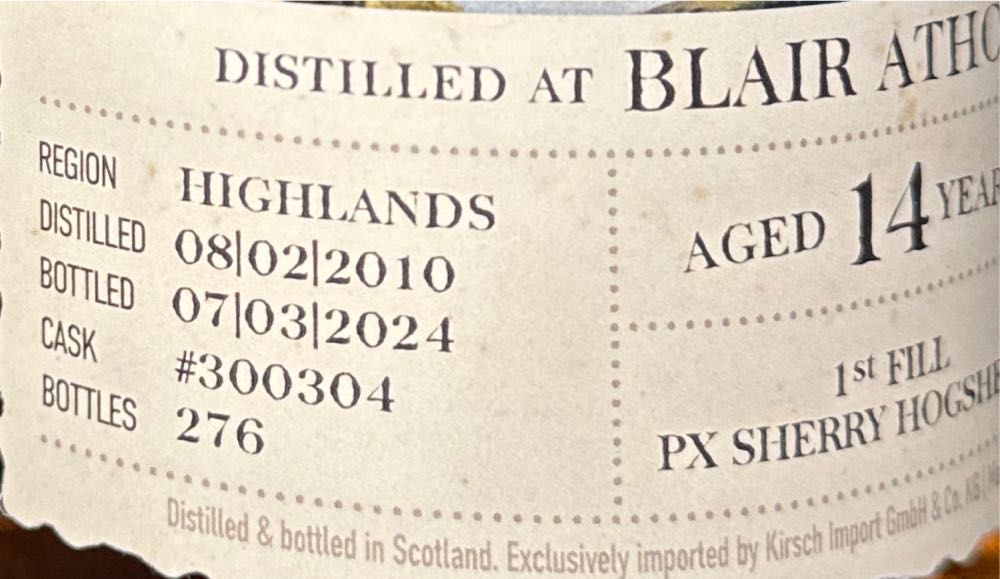 DISTILLED AT BLAIR ATHO
REGION HIGHLANDS
DISTILLED 08|02|2010
BOTTLED 07|03|2024
CASK #300304
BOTTLES 276
AGED 14 YEAR
1st FILL
PX SHERRY HOGSHE
Distilled & bottled in Scotland. Exclusively imported by Kirsch Import GmbH & Co. KG |